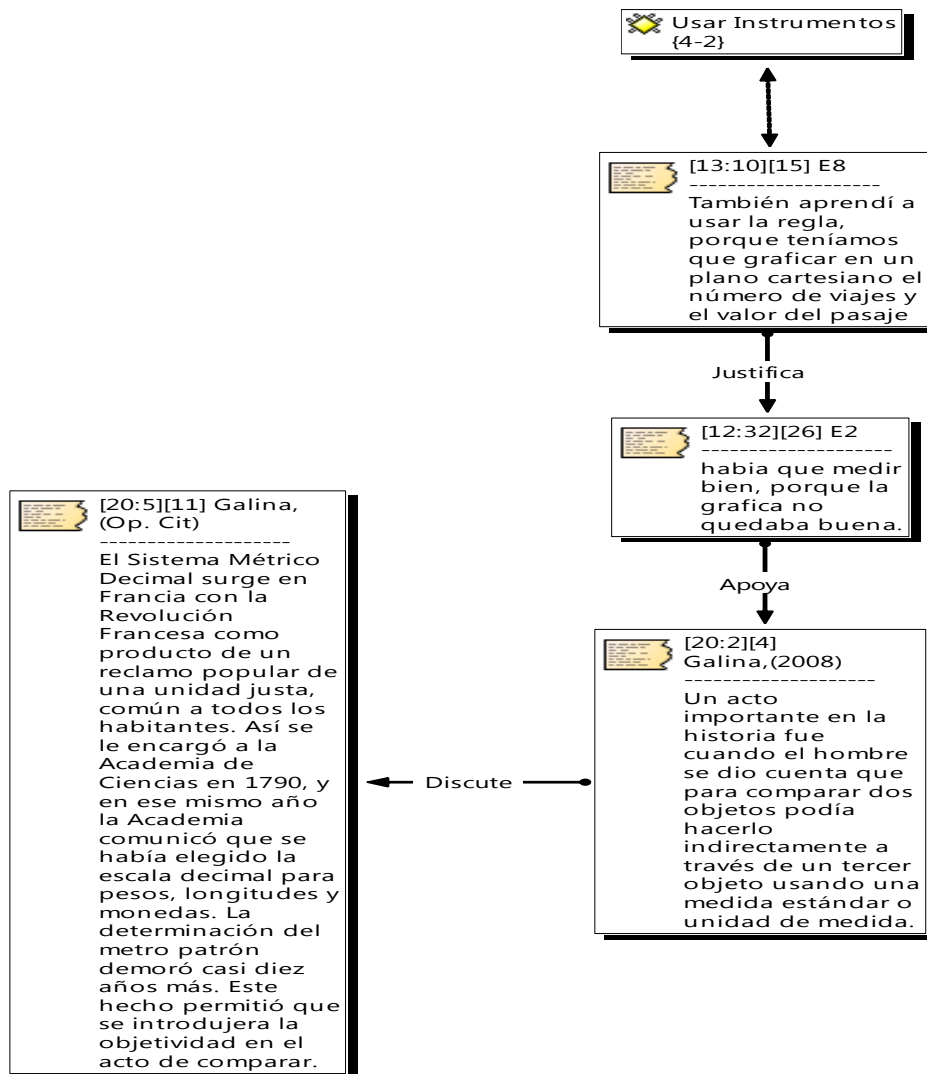 Usar Instrumentos
{4-2}
[13:10][15] E8
--------------------
También aprendí a
usar la regla,
porque teníamos
que graficar en un
plano cartesiano el
número de viajes y
el valor del pasaje
Justifica
[12:32][26] E2
--------------------
habia que medir
bien, porque la
grafica no
quedaba buena.
Apoya
[20:2][4]
Galina,(2008)
--------------------
Un acto
importante en la
historia fue
cuando el hombre
se dio cuenta que
para comparar dos
objetos podía
hacerlo
indirectamente a
través de un tercer
objeto usando una
medida estándar o
unidad de medida.
Discute
[20:5][11] Galina,
(Op. Cit)
--------------------
El Sistema Métrico
Decimal surge en
Francia con la
Revolución
Francesa como
producto de un
reclamo popular de
una unidad justa,
común a todos los
habitantes. Así se
le encargó a la
Academia de
Ciencias en 1790, y
en ese mismo año
la Academia
comunicó que se
había elegido la
escala decimal para
pesos, longitudes y
monedas. La
determinación del
metro patrón
demoró casi diez
años más. Este
hecho permitió que
se introdujera la
objetividad en el
acto de comparar.